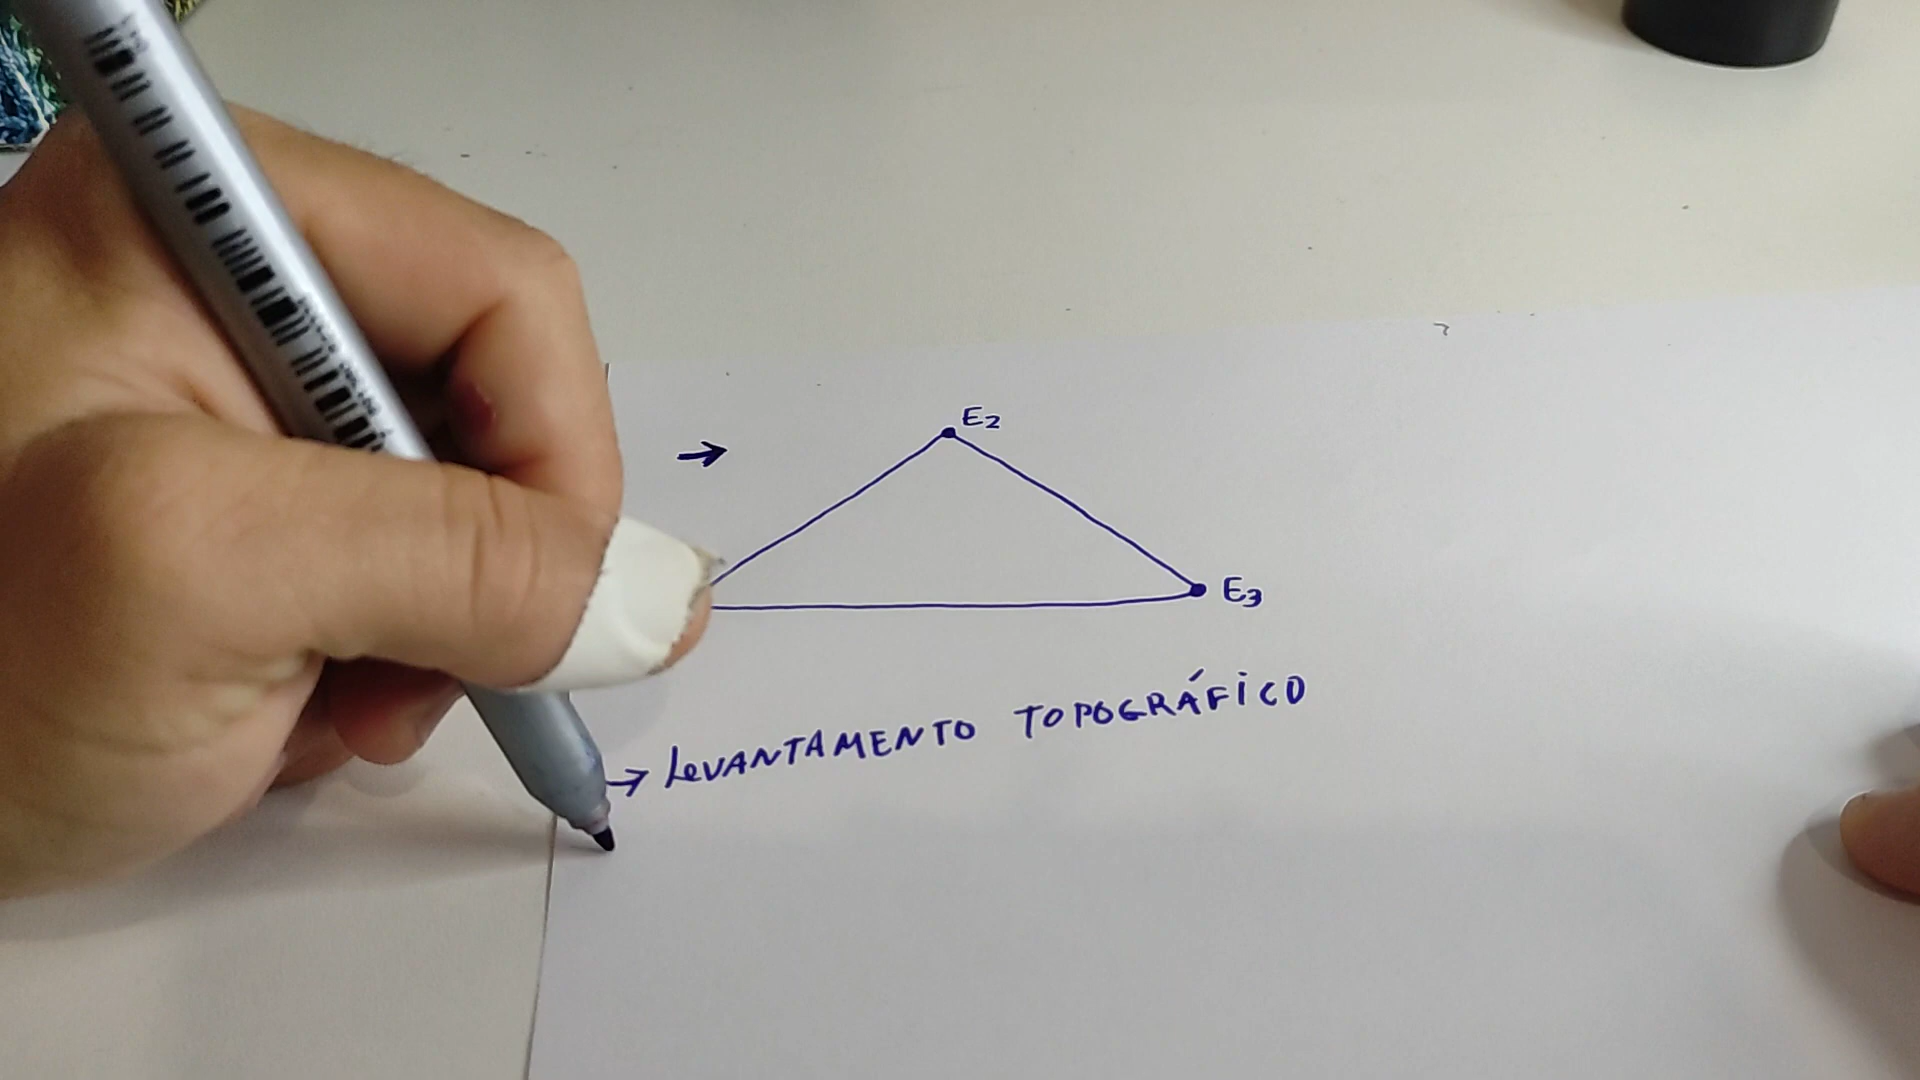 → E2
E3
→ LEVANTAMENTO TOPOGRÁFICO